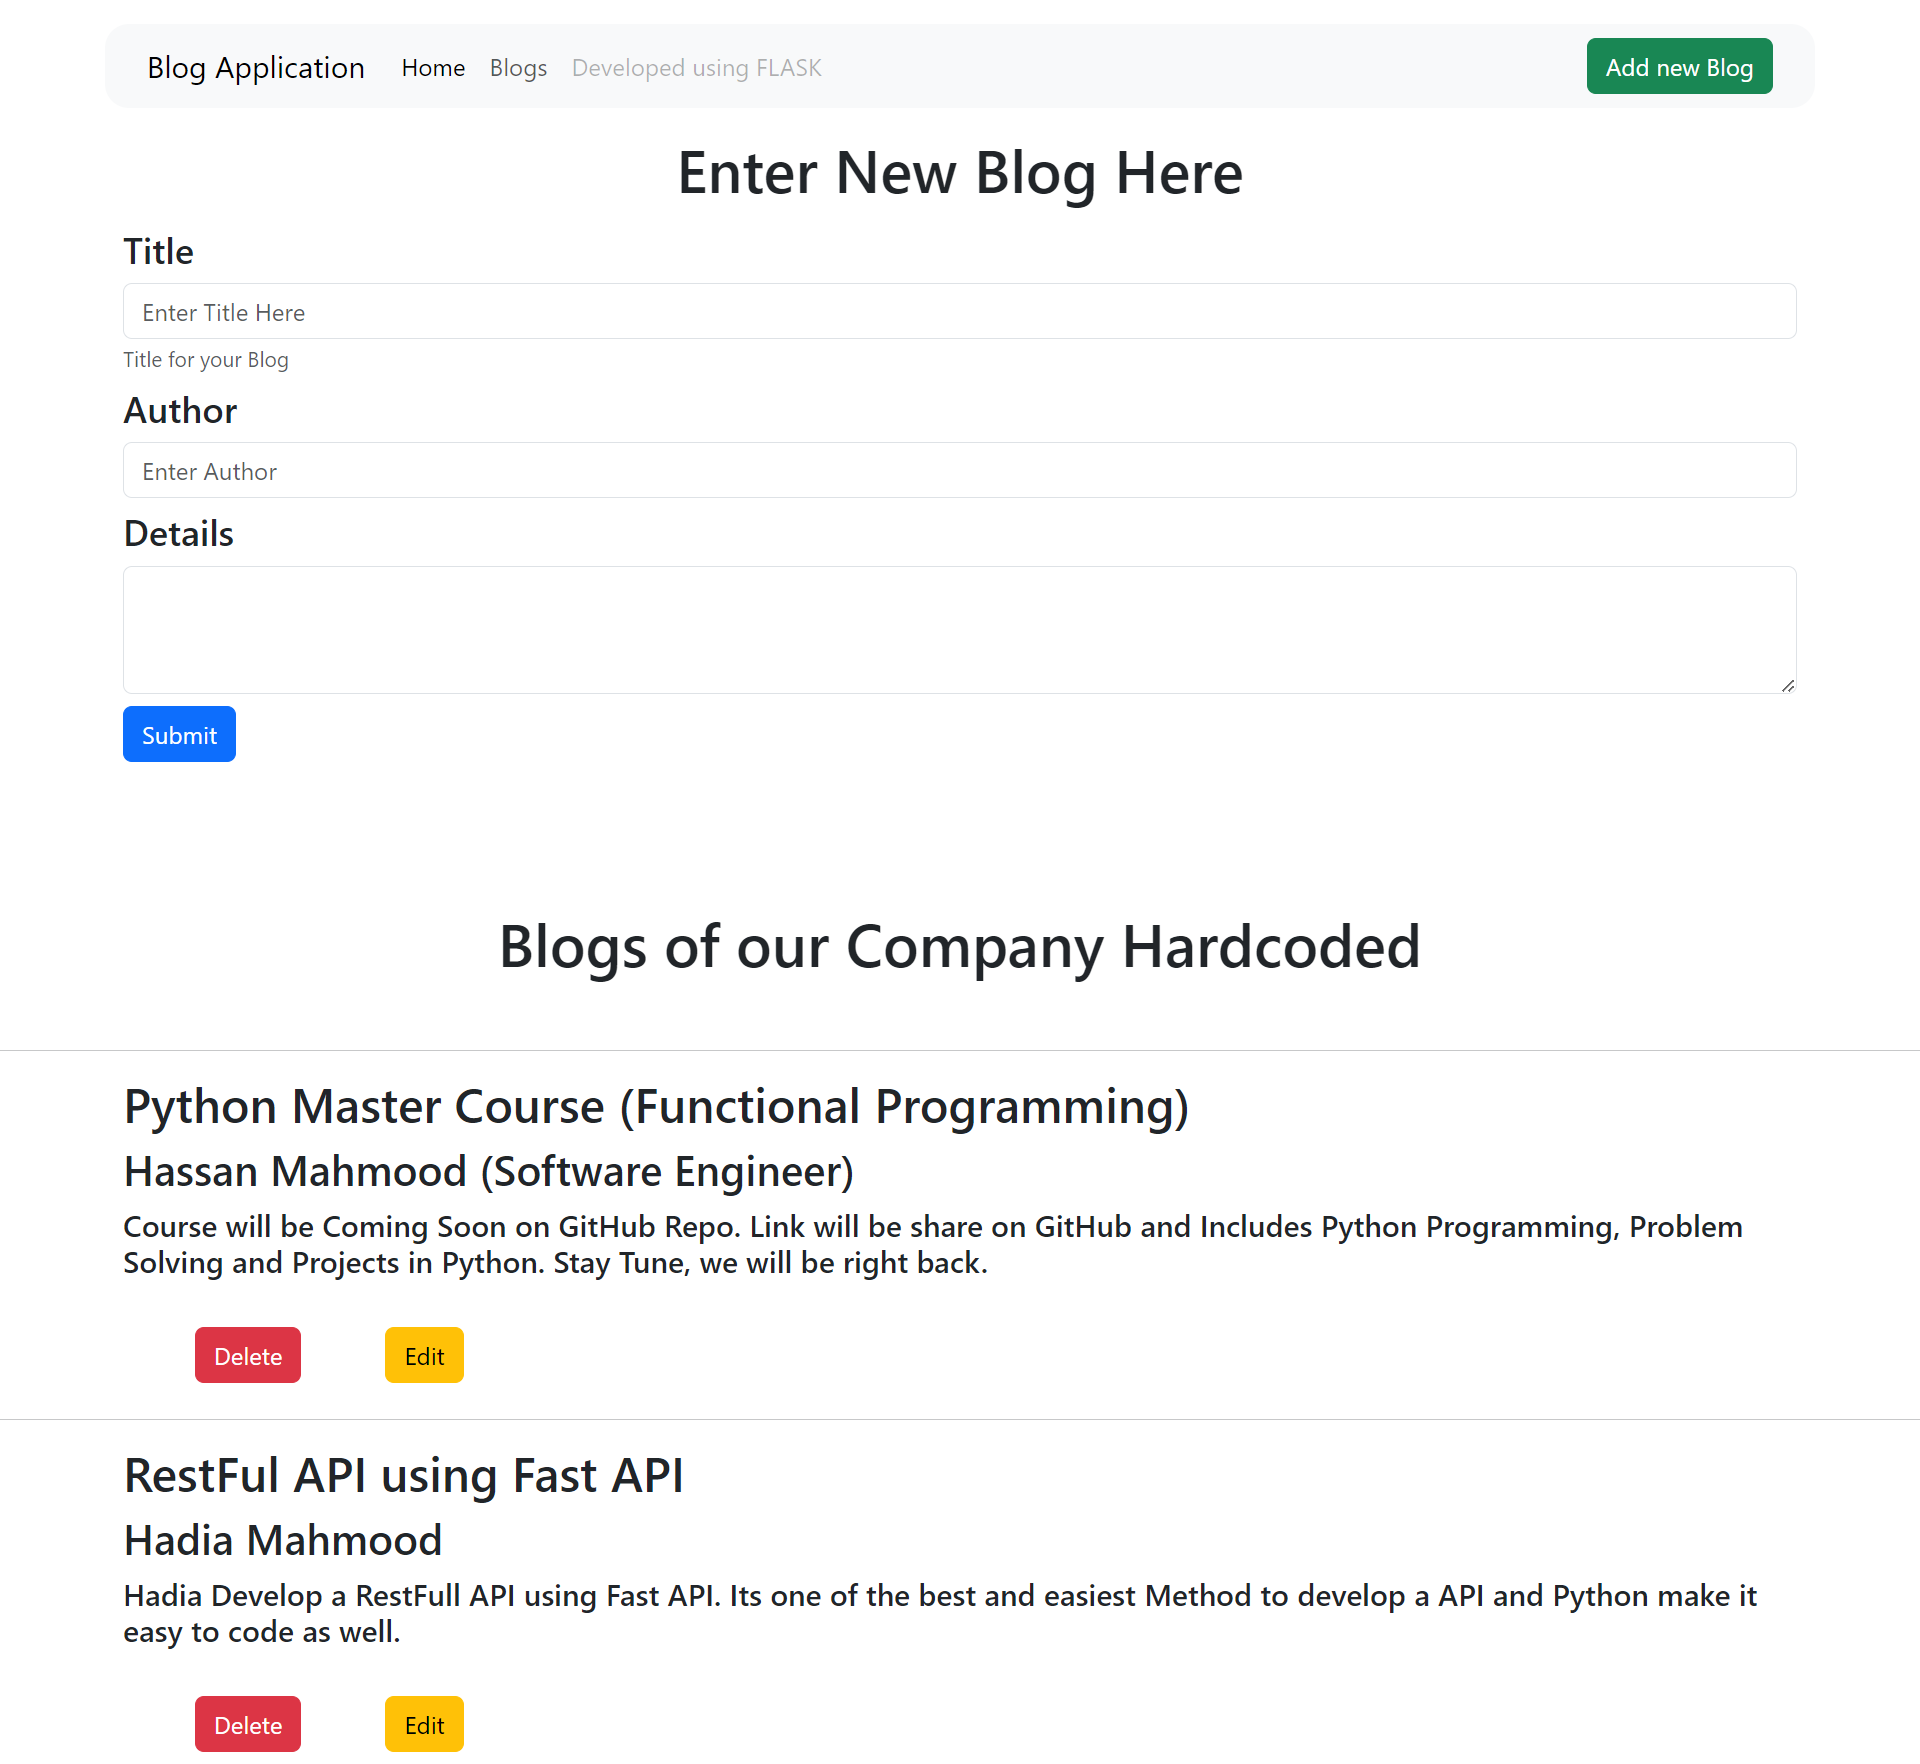 Blog Application Home Blogs Developed using FLASK Add new Blog
Enter New Blog Here
Title
Enter Title Here
Title for your Blog
Author
Enter Author
Details
Submit
Blogs of our Company Hardcoded
Python Master Course (Functional Programming)
Hassan Mahmood (Software Engineer)
Course will be Coming Soon on GitHub Repo. Link will be share on GitHub and Includes Python Programming, Problem
Solving and Projects in Python. Stay Tune, we will be right back.
Delete Edit
RestFul API using Fast API
Hadia Mahmood
Hadia Develop a RestFull API using Fast API. Its one of the best and easiest Method to develop a API and Python make it
easy to code as well.
Delete Edit